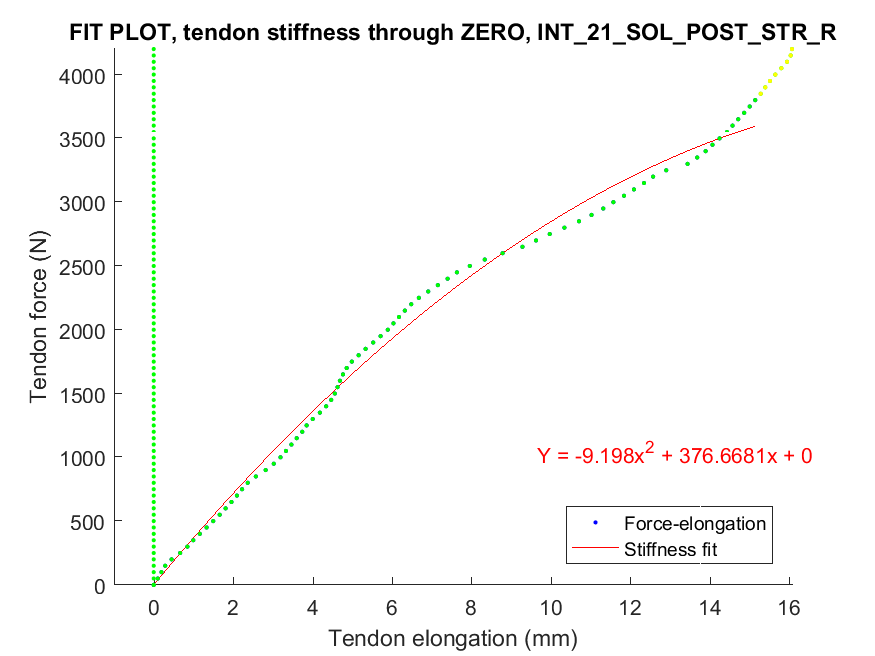 FIT PLOT, tendon stiffness through ZERO, INT_21_SOL_POST_STR_R
4000
3500
3000
2500
2000
1500
1000
500
0
Tendon force (N)
Y = -9.198x² + 376.6681x + 0
Force-elongation
Stiffness fit
0 2 4 6 8 10 12 14 16
Tendon elongation (mm)